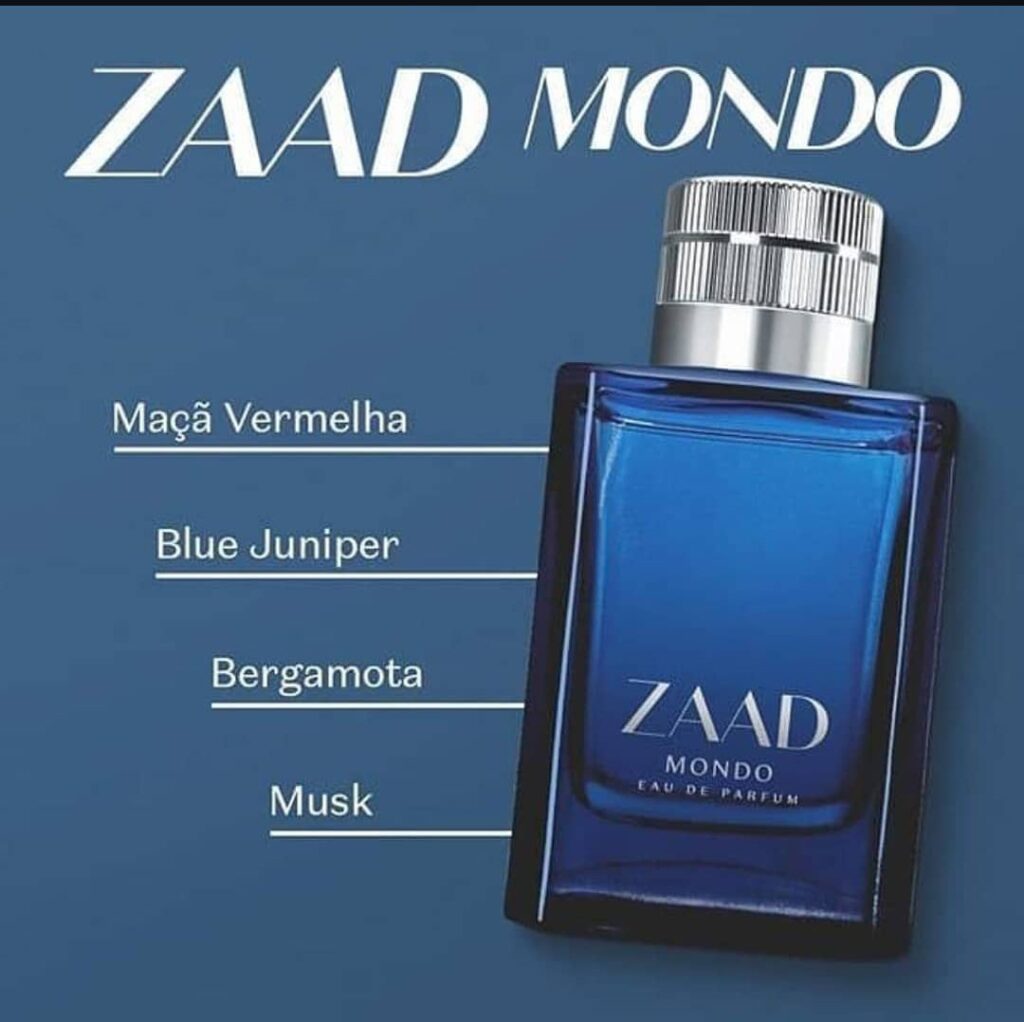 ZAAD MONDO
Maçã Vermelha
Blue Juniper
Bergamota
Musk
ZAAD
MONDO
EAU DE PARFUM